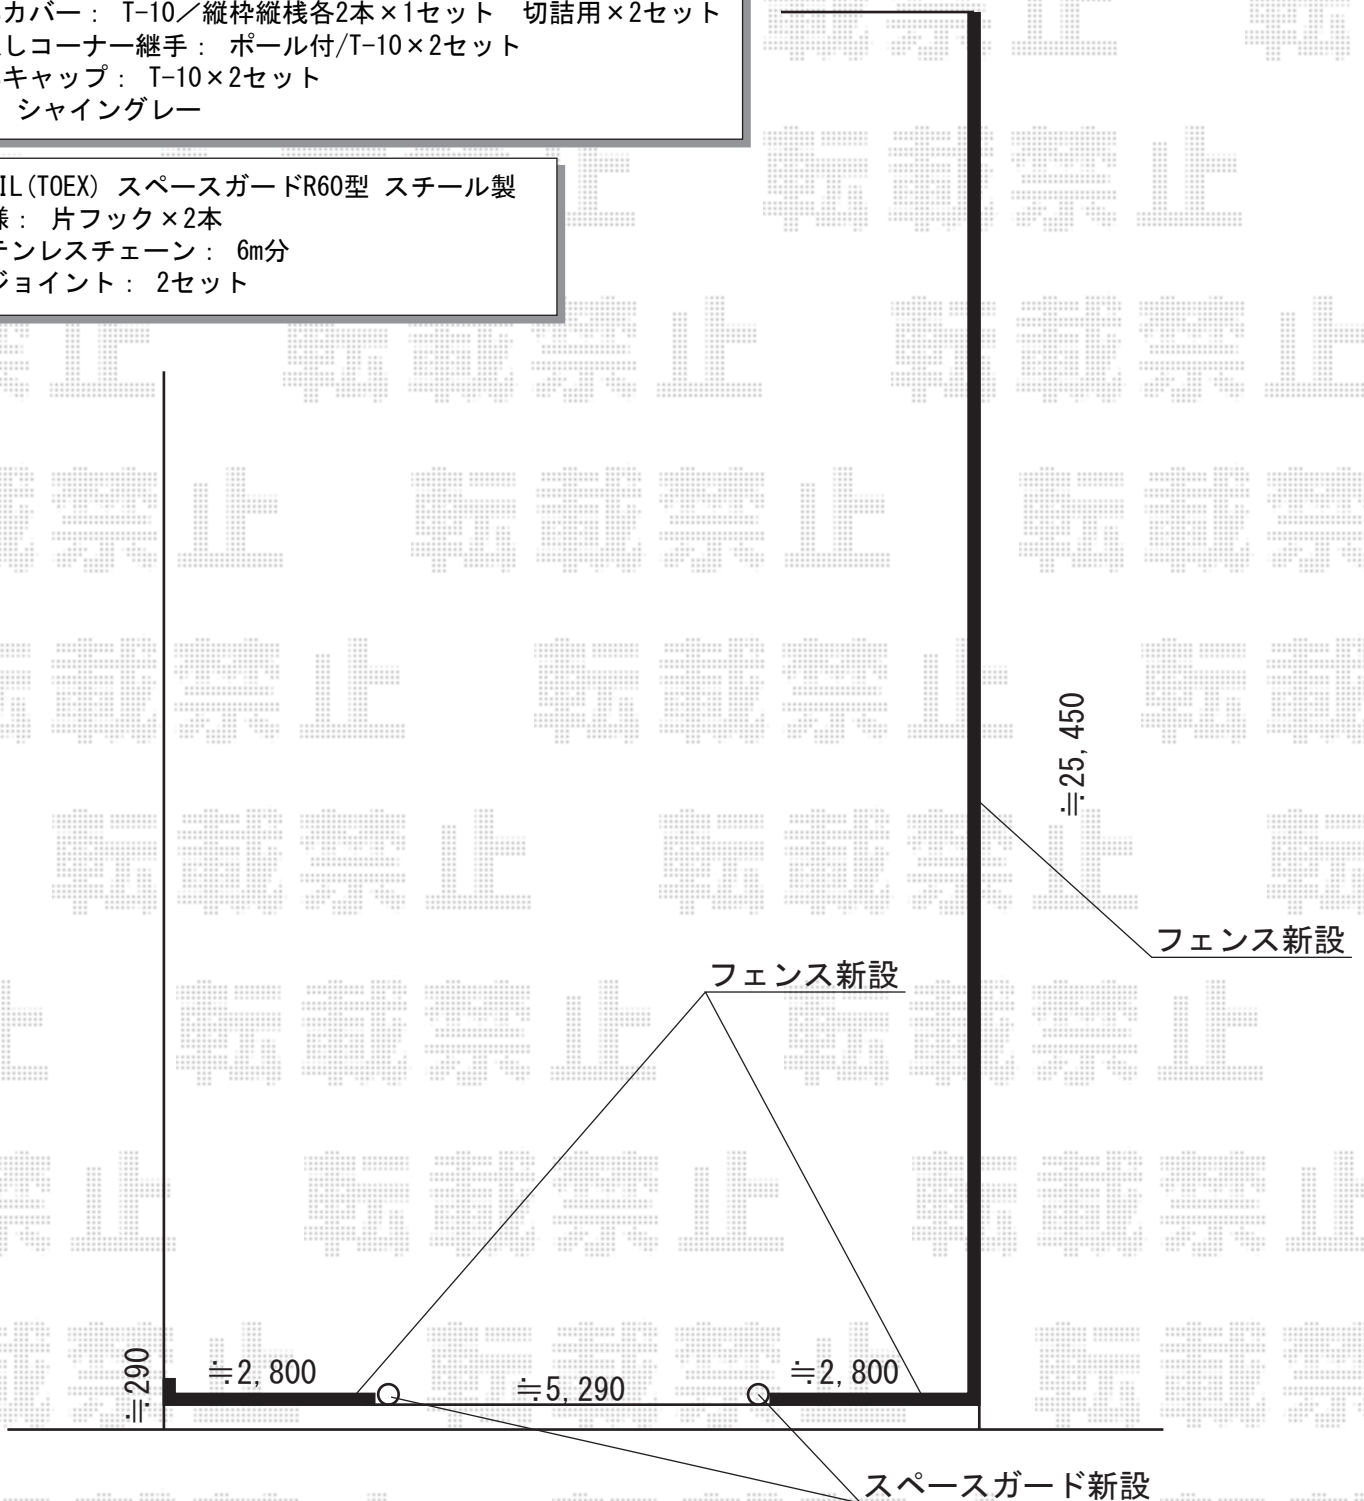 カバー： T-10／縦枠縦桟各2本×1セット　切詰用×2セット
しコーナー継手： ポール付/T-10×2セット
キャップ： T-10×2セット
シャイングレー
IL(TOEX) スペースガードR60型 スチール製
様： 片フック×2本
テンレスチェーン： 6m分
ジョイント： 2セット
≒25,450
フェンス新設
フェンス新設
≒290
≒2,800
≒5,290
≒2,800
スペースガード新設
転載禁止